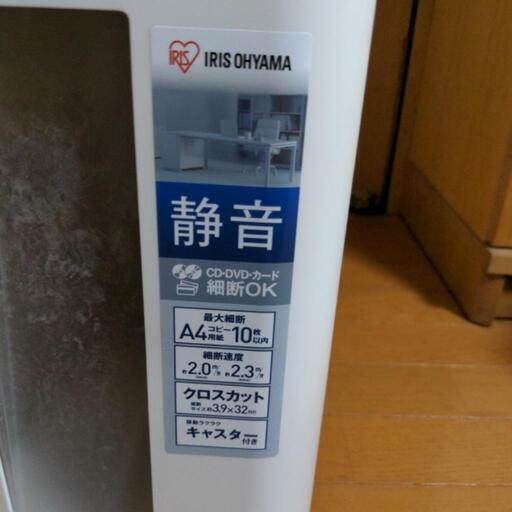 IRIS IRIS OHYAMA
静音
CD・DVD・カード
細断OK
最大細断
A4コピー用紙10枚以内
細断速度
約2.0m/分 約2.3m/分
クロスカット
細断サイズ約3.9×32mm
移動ラクラク
キャスター付き